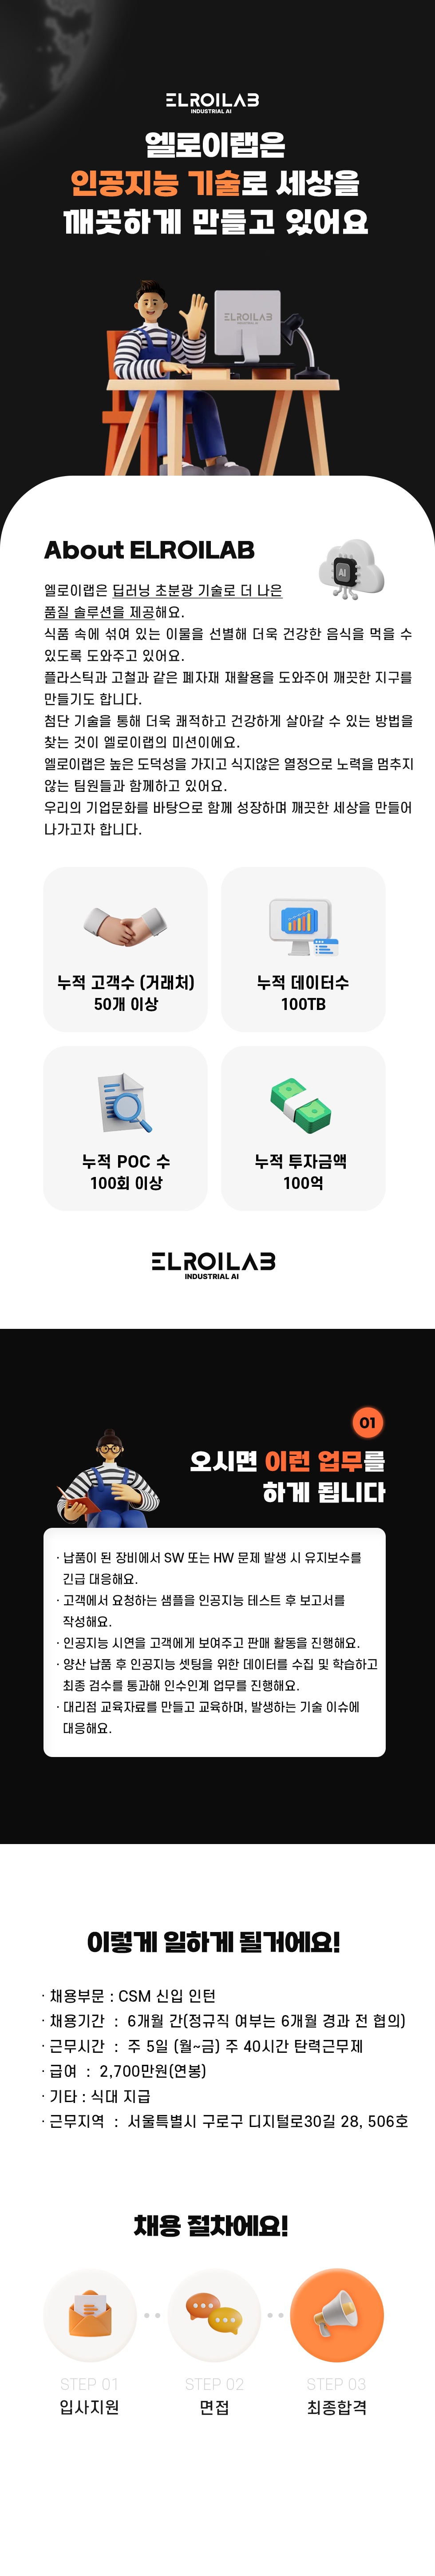 ELROILAB
INDUSTRIAL AI
엘로이랩은
인공지능 기술로 세상을
깨끗하게 만들고 있어요
ELROILAB
INDUSTRIAL AI
About ELROILAB
AI
엘로이랩은 딥러닝 초분광 기술로 더 나은
품질 솔루션을 제공해요.
식품 속에 섞여 있는 이물을 선별해 더욱 건강한 음식을 먹을 수
있도록 도와주고 있어요.
플라스틱과 고철과 같은 폐자재 재활용을 도와주어 깨끗한 지구를
만들기도 합니다.
첨단 기술을 통해 더욱 쾌적하고 건강하게 살아갈 수 있는 방법을
찾는 것이 엘로이랩의 미션이에요.
엘로이랩은 높은 도덕성을 가지고 식지않은 열정으로 노력을 멈추지
않는 팀원들과 함께하고 있어요.
우리의 기업문화를 바탕으로 함께 성장하며 깨끗한 세상을 만들어
나가고자 합니다.
누적 고객수 (거래처)
50개 이상
누적 데이터수
100TB
누적 POC 수
100회 이상
누적 투자금액
100억
ELROILAB
INDUSTRIAL AI
01
오시면 이런 업무를
하게 됩니다
· 납품이 된 장비에서 SW 또는 HW 문제 발생 시 유지보수를
긴급 대응해요.
· 고객에서 요청하는 샘플을 인공지능 테스트 후 보고서를
작성해요.
· 인공지능 시연을 고객에게 보여주고 판매 활동을 진행해요.
· 양산 납품 후 인공지능 셋팅을 위한 데이터를 수집 및 학습하고
최종 검수를 통과해 인수인계 업무를 진행해요.
· 대리점 교육자료를 만들고 교육하며, 발생하는 기술 이슈에
대응해요.
이렇게 일하게 될거에요!
· 채용부문 : CSM 신입 인턴
· 채용기간 : 6개월 간(정규직 여부는 6개월 경과 전 협의)
· 근무시간 : 주 5일 (월~금) 주 40시간 탄력근무제
· 급여 : 2,700만원(연봉)
· 기타 : 식대 지급
· 근무지역 : 서울특별시 구로구 디지털로30길 28, 506호
채용 절차에요!
STEP 01
입사지원
STEP 02
면접
STEP 03
최종합격